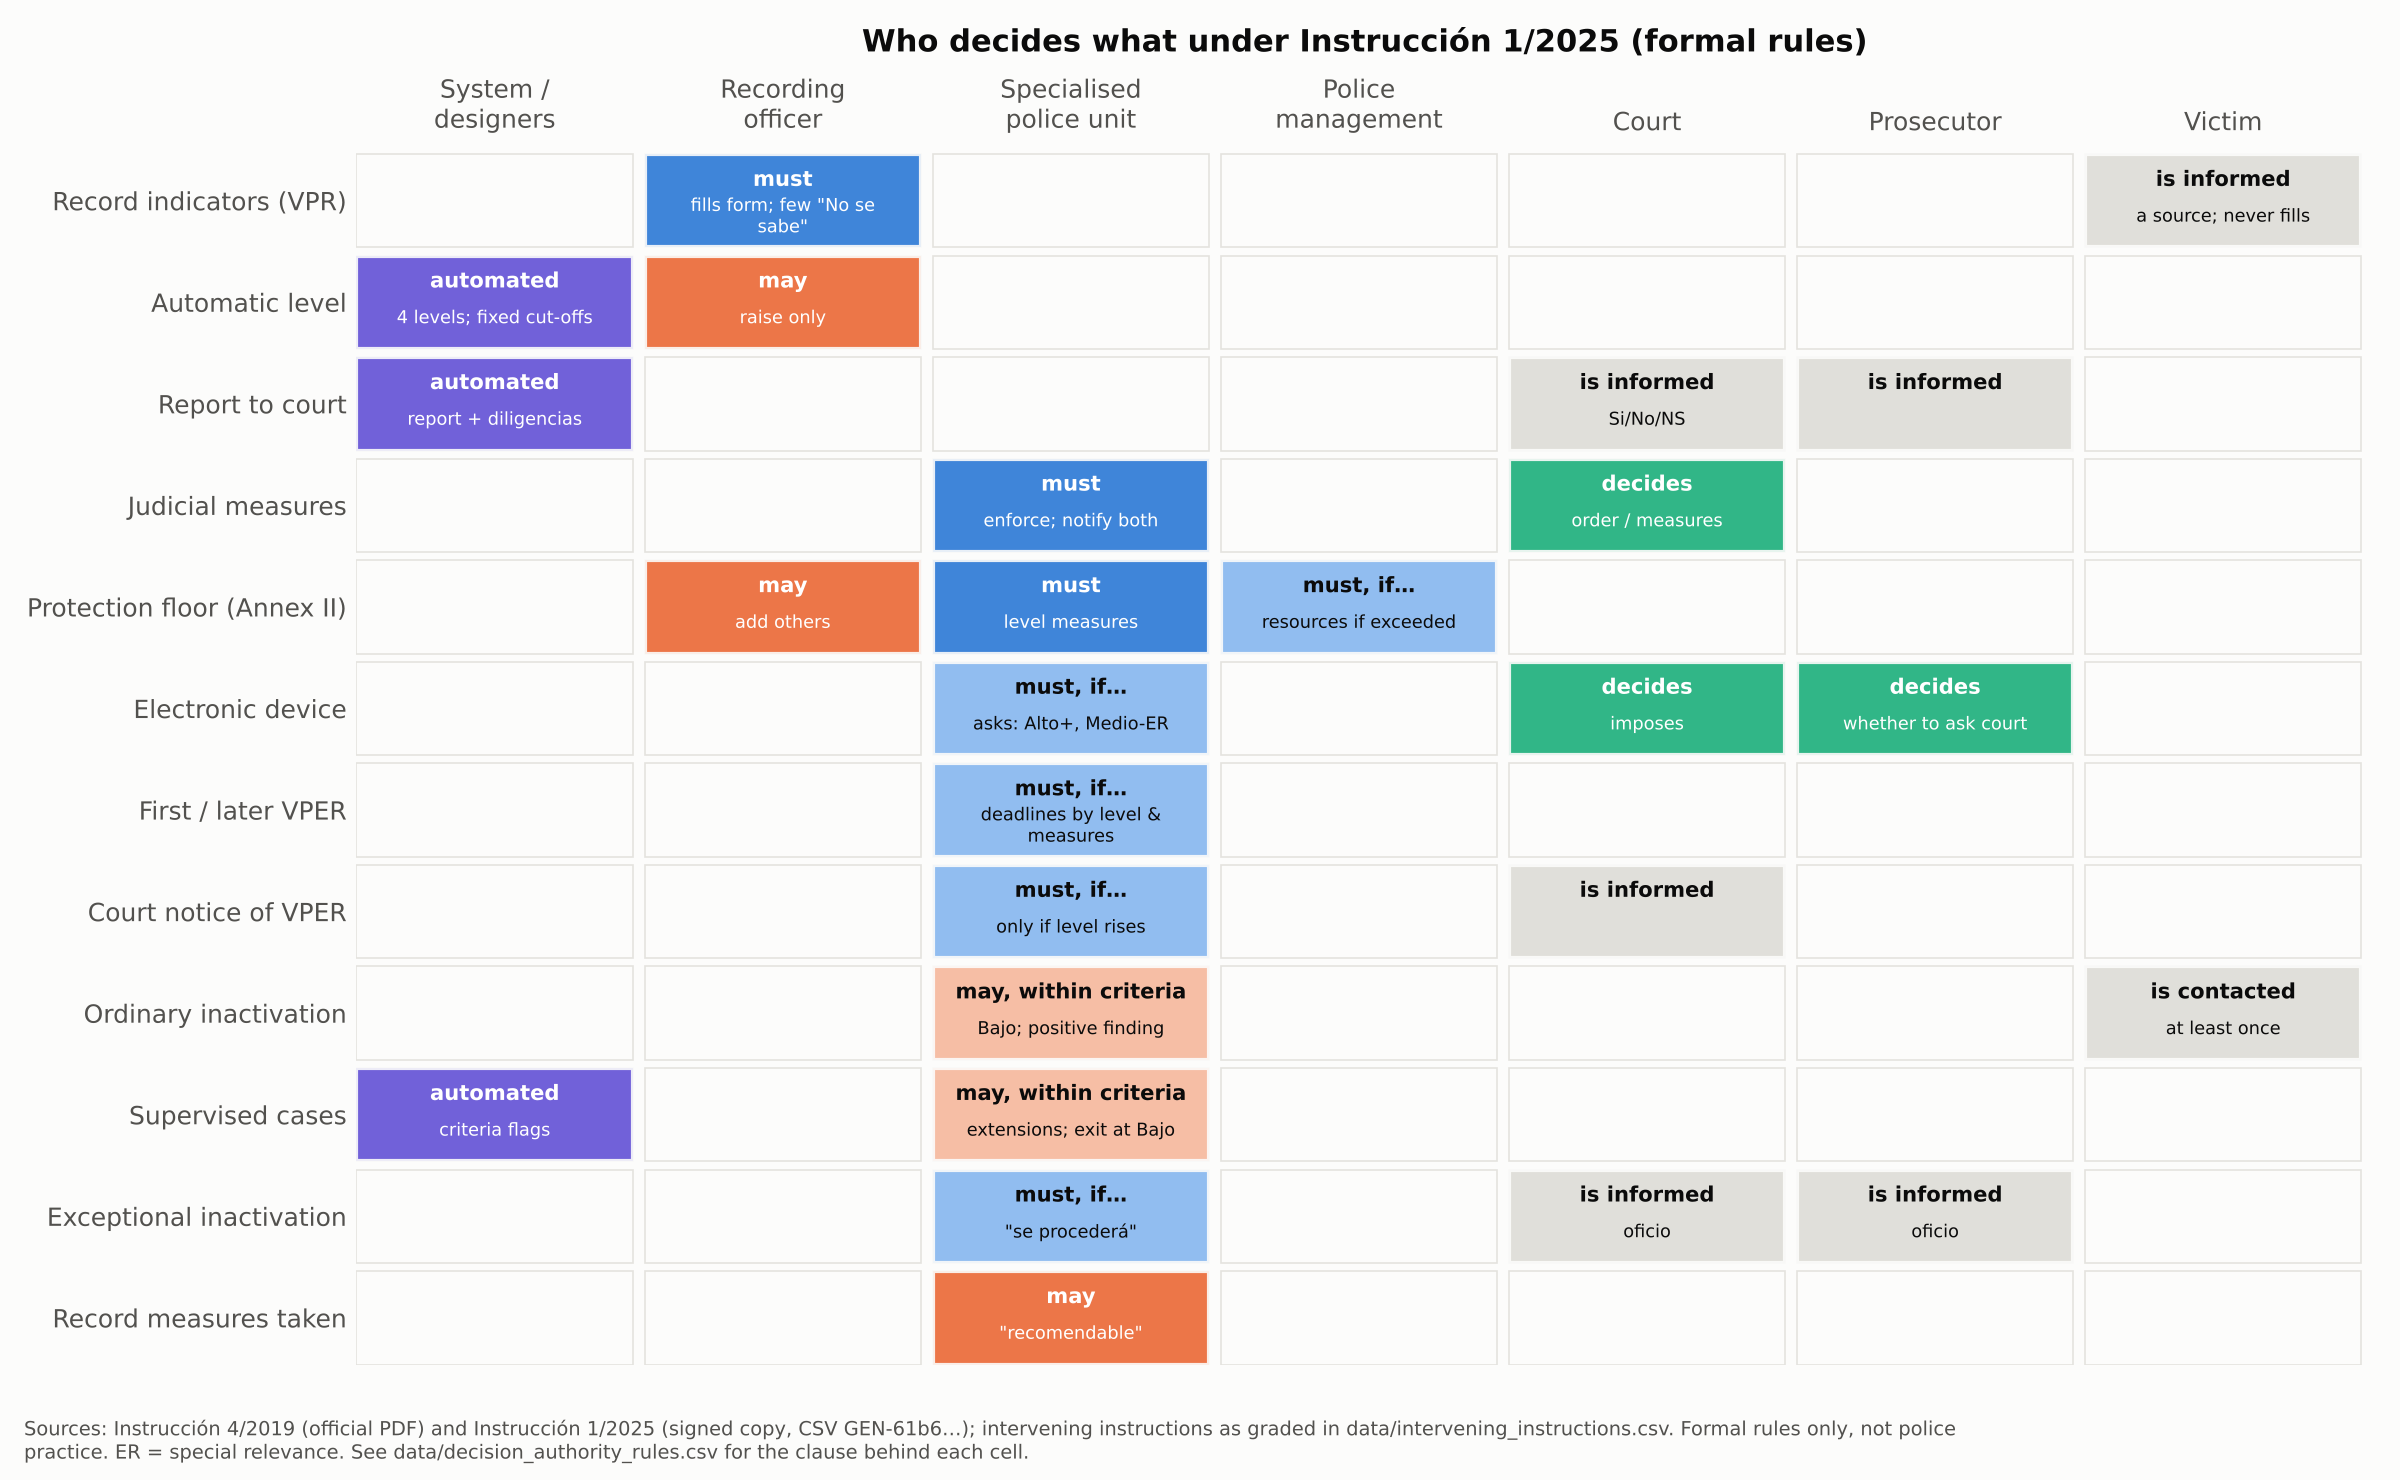 Who decides what under Instrucción 1/2025 (formal rules)
System /
designers
Recording
officer
Specialised
police unit
Police
management
Court
Prosecutor
Victim
Record indicators (VPR)
must
fills form; few "No se
sabe"
is informed
a source; never fills
Automatic level
automated
4 levels; fixed cut-offs
may
raise only
Report to court
automated
report + diligencias
is informed
Si/No/NS
is informed
Judicial measures
must
enforce; notify both
decides
order / measures
Protection floor (Annex II)
may
add others
must
level measures
must, if…
resources if exceeded
Electronic device
must, if…
asks: Alto+, Medio-ER
decides
imposes
decides
whether to ask court
First / later VPER
must, if…
deadlines by level &
measures
Court notice of VPER
must, if…
only if level rises
is informed
Ordinary inactivation
may, within criteria
Bajo; positive finding
is contacted
at least once
Supervised cases
automated
criteria flags
may, within criteria
extensions; exit at Bajo
Exceptional inactivation
must, if…
"se procederá"
is informed
oficio
is informed
oficio
Record measures taken
may
"recomendable"
Sources: Instrucción 4/2019 (official PDF) and Instrucción 1/2025 (signed copy, CSV GEN-61b6…); intervening instructions as graded in data/intervening_instructions.csv. Formal rules only, not police
practice. ER = special relevance. See data/decision_authority_rules.csv for the clause behind each cell.